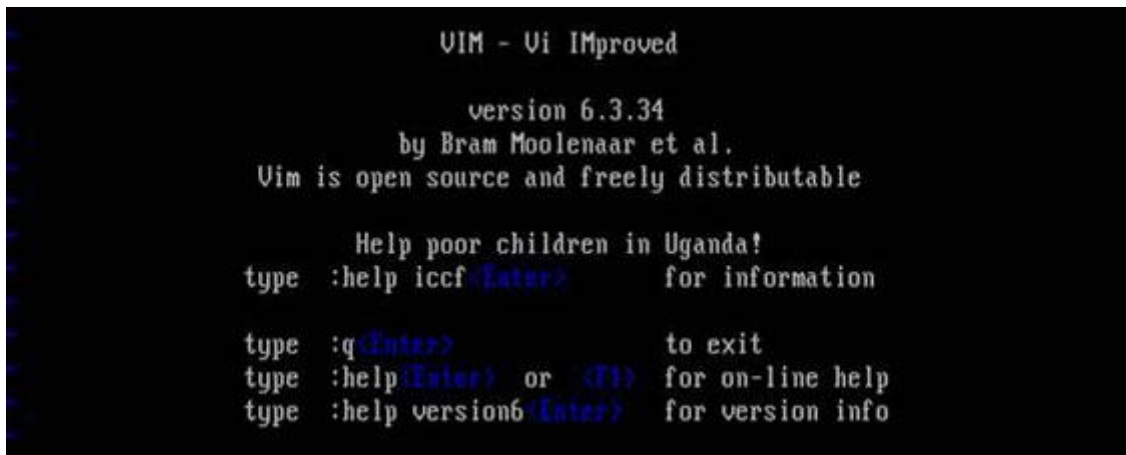 VIM - Vi IMproved
version 6.3.34
by Bram Moolenaar et al.
Vim is open source and freely distributable
Help poor children in Uganda!
type :help iccf<Enter> for information
type :q<Enter> to exit
type :help<Enter> or <F1> for on-line help
type :help version6<Enter> for version info